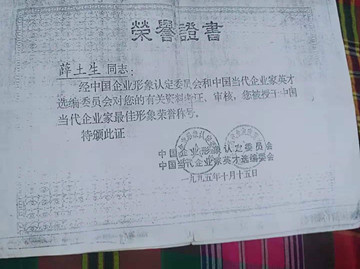 榮譽證書
薛土生 同志：
经中国企业形象认定委员会和中国当代企业家英才
选编委员会对您的有关资料 证、审核，您被授于中国
当代企业家最佳形象荣誉称号。
特颁此证
中国企业形象认定委员会
中国当代企业家英才选编委会
一九九五年十月十五日